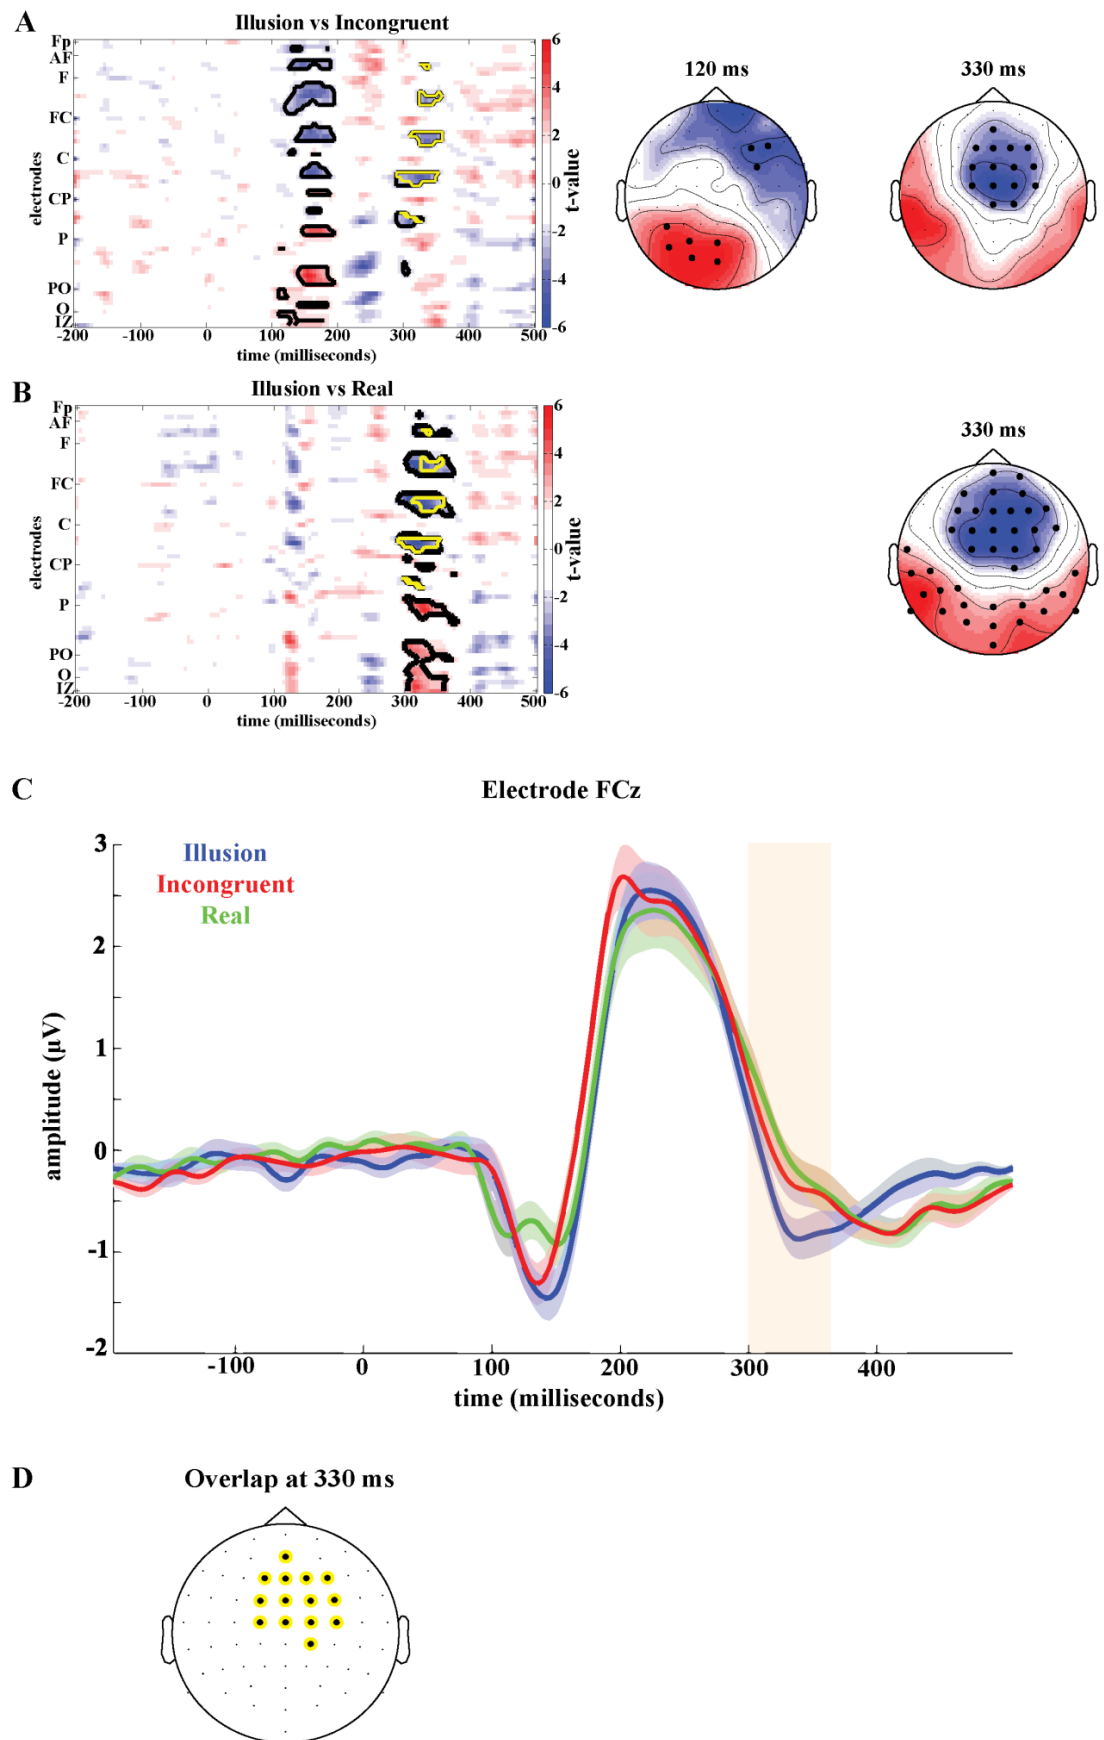 A
Illusion vs Incongruent
Fp
AF
F
FC
C
CP
P
PO
O
IZ
electrodes
-200 -100 0 100 200 300 400 500
time (milliseconds)
6
4
2
0
-2
-4
-6
t-value
120 ms
330 ms
B
Illusion vs Real
Fp
AF
F
FC
C
CP
P
PO
O
IZ
electrodes
-200 -100 0 100 200 300 400 500
time (milliseconds)
6
4
2
0
-2
-4
-6
t-value
330 ms
C
Electrode FCz
Illusion
Incongruent
Real
3
2
1
0
-1
-2
amplitude (µV)
-100 0 100 200 300 400
time (milliseconds)
D
Overlap at 330 ms